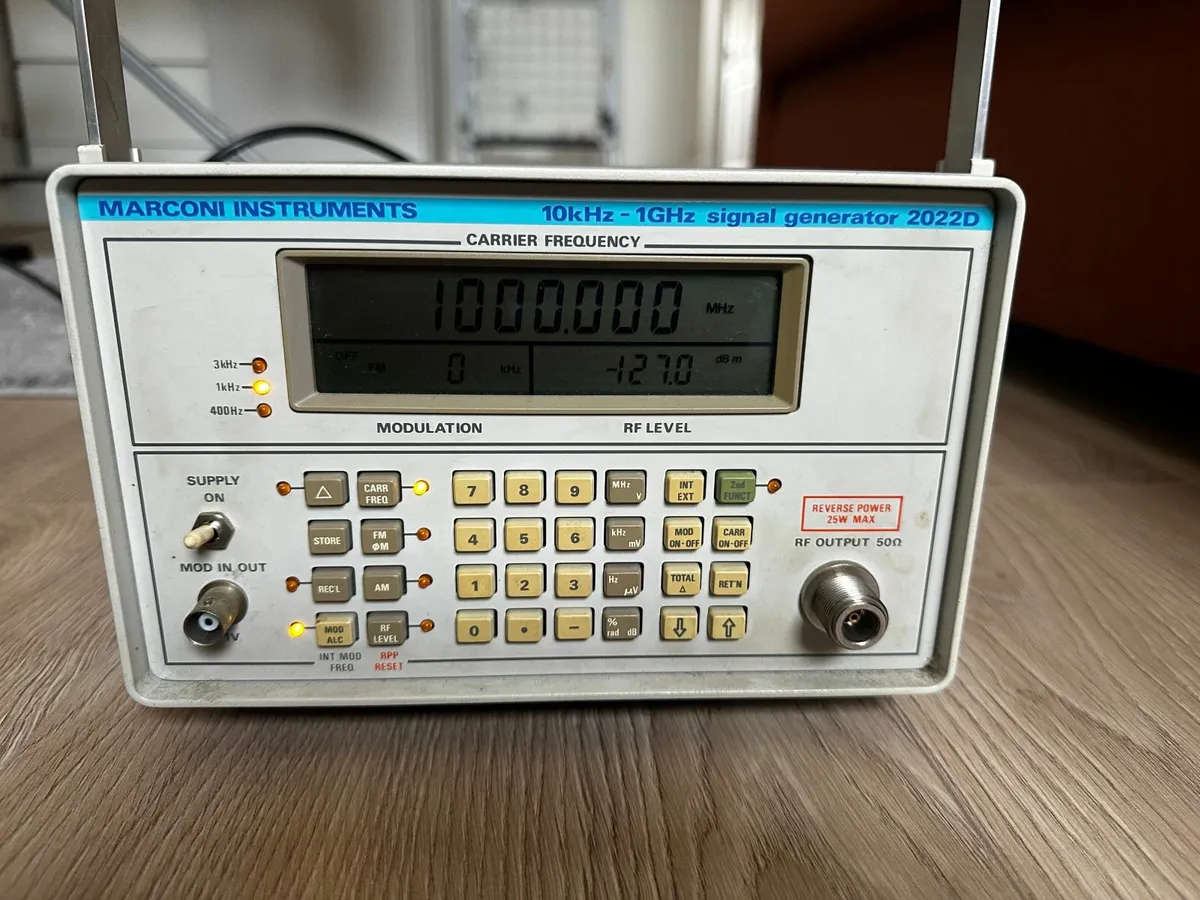 MARCONI INSTRUMENTS
10kHz - 1GHz signal generator 2022D
CARRIER FREQUENCY
1000.000 MHz
OFF
FM 0 kHz
-127.0 dBm
3kHz
1kHz
400Hz
MODULATION
RF LEVEL
SUPPLY
ON
MOD IN OUT
1V
△
CARR
FREQ
7
8
9
MHz
V
INT
EXT
2nd
FUNCT
STORE
FM
ØM
4
5
6
kHz
mV
MOD
ON-OFF
CARR
ON-OFF
REC'L
AM
1
2
3
Hz
µV
TOTAL
△
RET'N
MOD
ALC
RF
LEVEL
0
•
–
%
rad dB
⇩
⇧
INT MOD
FREQ
RPP
RESET
REVERSE POWER
25W MAX
RF OUTPUT 50Ω